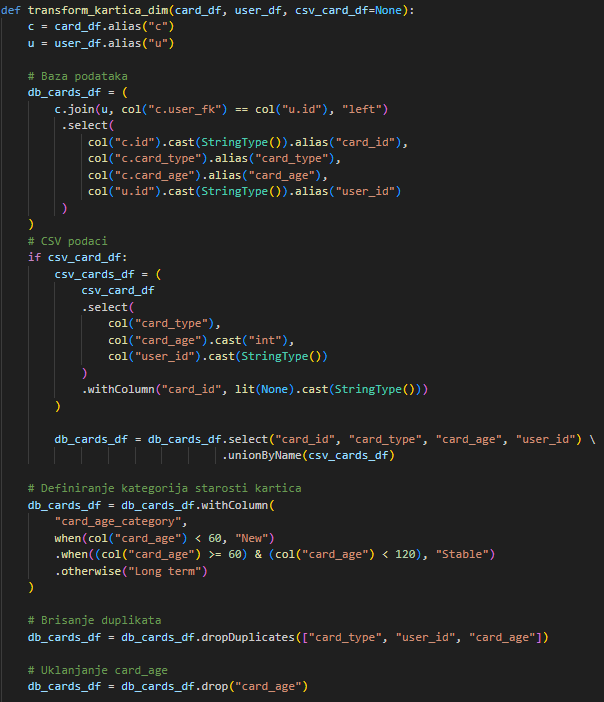 def transform_kartica_dim(card_df, user_df, csv_card_df=None):
    c = card_df.alias("c")
    u = user_df.alias("u")

    # Baza podataka
    db_cards_df = (
        c.join(u, col("c.user_fk") == col("u.id"), "left")
         .select(
             col("c.id").cast(StringType()).alias("card_id"),
             col("c.card_type").alias("card_type"),
             col("c.card_age").alias("card_age"),
             col("u.id").cast(StringType()).alias("user_id")
         )
    )
    # CSV podaci
    if csv_card_df:
        csv_cards_df = (
            csv_card_df
            .select(
                col("card_type"),
                col("card_age").cast("int"),
                col("user_id").cast(StringType())
            )
            .withColumn("card_id", lit(None).cast(StringType()))
        )

        db_cards_df = db_cards_df.select("card_id", "card_type", "card_age", "user_id") \
                                 .unionByName(csv_cards_df)

    # Definiranje kategorija starosti kartica
    db_cards_df = db_cards_df.withColumn(
        "card_age_category",
        when(col("card_age") < 60, "New")
        .when((col("card_age") >= 60) & (col("card_age") < 120), "Stable")
        .otherwise("Long term")
    )

    # Brisanje duplikata
    db_cards_df = db_cards_df.dropDuplicates(["card_type", "user_id", "card_age"])

    # Uklanjanje card_age
    db_cards_df = db_cards_df.drop("card_age")